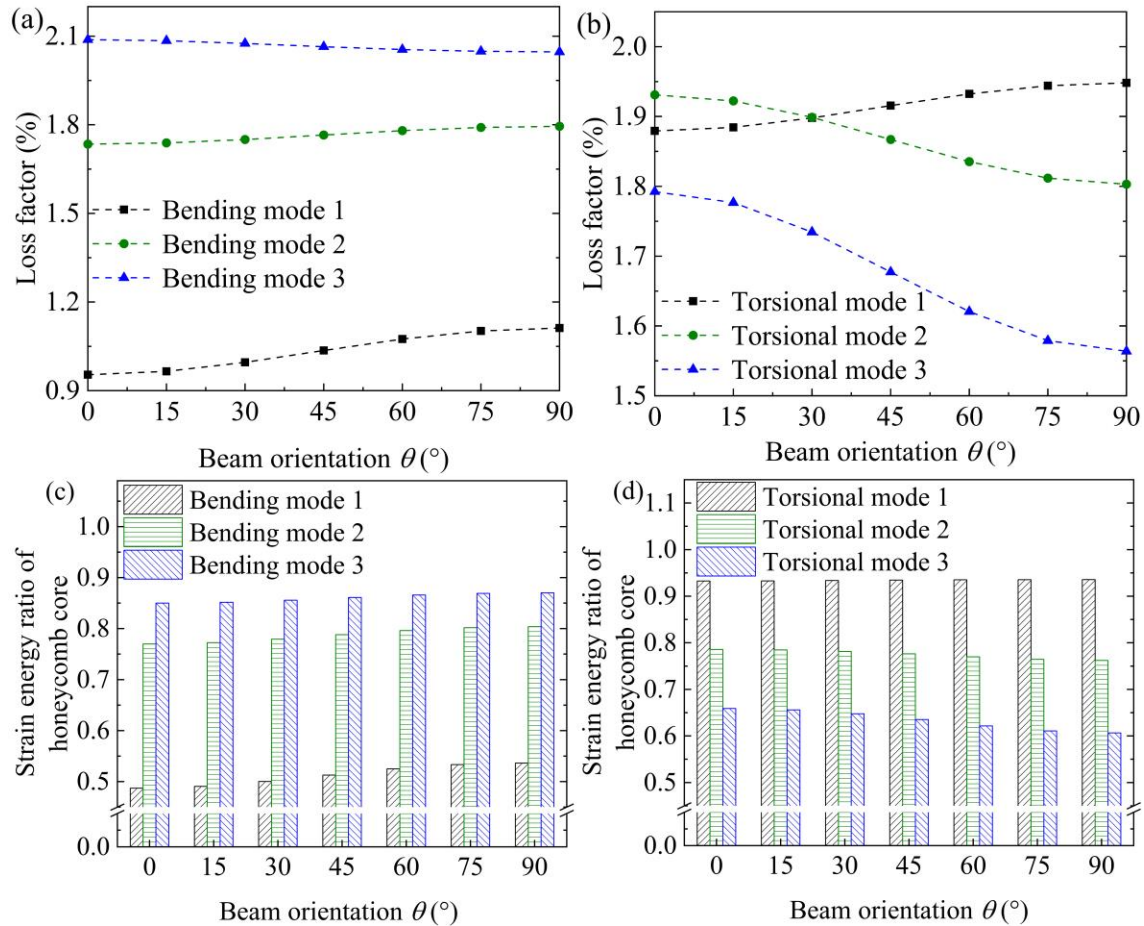 (a)
Loss factor (%)
2.1
1.8
1.5
1.2
0.9
Bending mode 1
Bending mode 2
Bending mode 3
0 15 30 45 60 75 90
Beam orientation θ (°)
(b)
Loss factor (%)
2.0
1.9
1.8
1.7
1.6
1.5
Torsional mode 1
Torsional mode 2
Torsional mode 3
0 15 30 45 60 75 90
Beam orientation θ (°)
(c)
Strain energy ratio of
honeycomb core
Bending mode 1
Bending mode 2
Bending mode 3
1.0
0.9
0.8
0.7
0.6
0.5
0.0
0 15 30 45 60 75 90
Beam orientation θ (°)
(d)
Strain energy ratio of
honeycomb core
Torsional mode 1
Torsional mode 2
Torsional mode 3
1.1
1.0
0.9
0.8
0.7
0.6
0.5
0.0
0 15 30 45 60 75 90
Beam orientation θ (°)